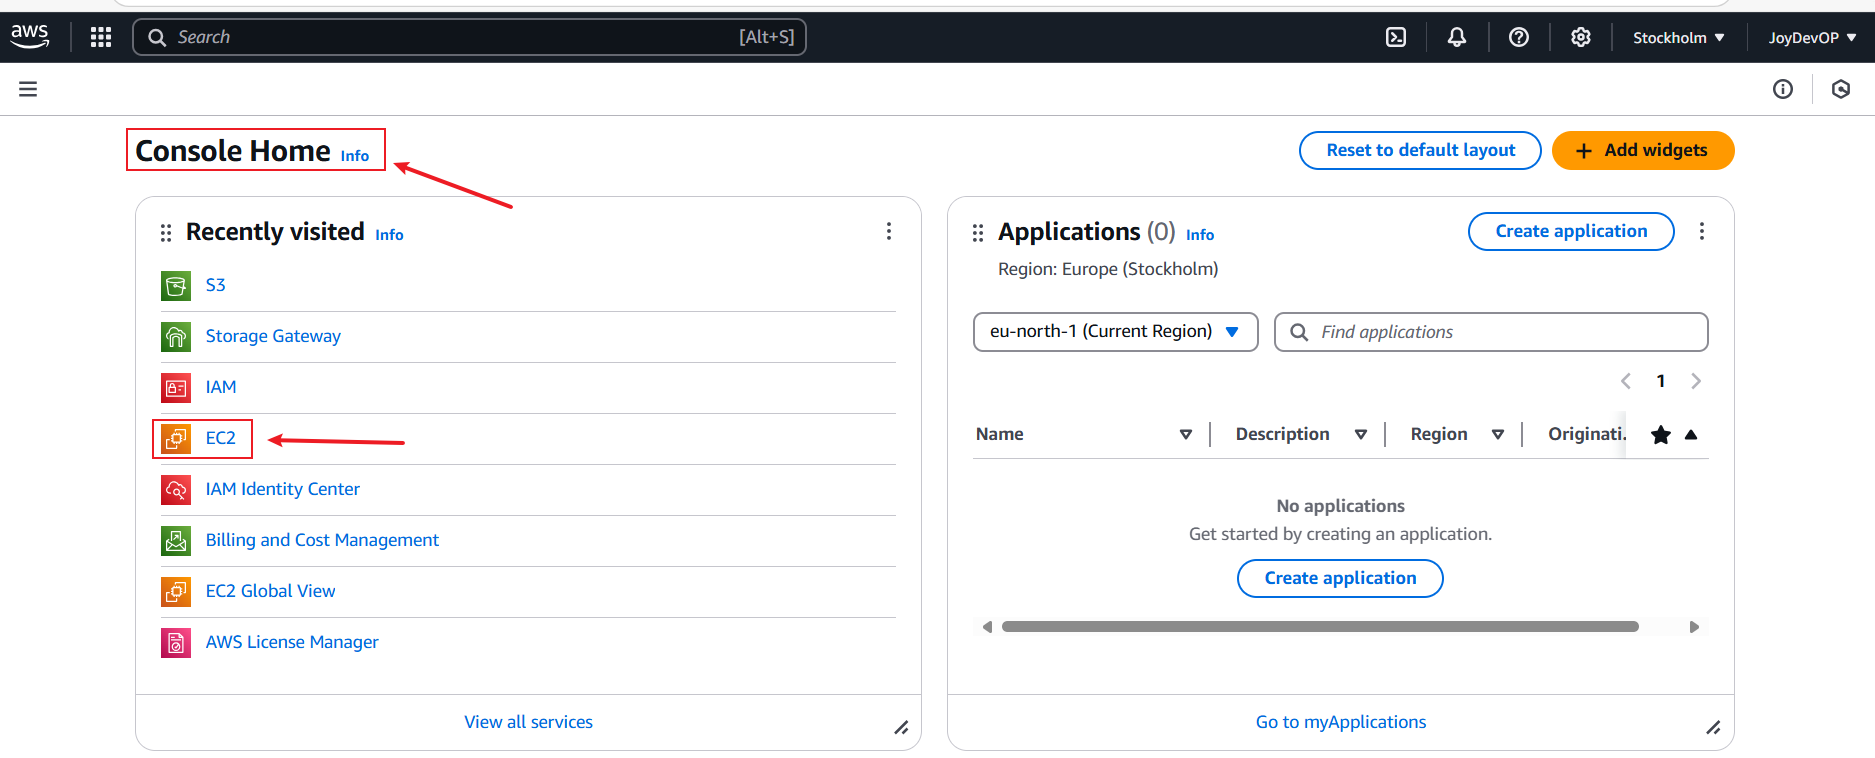 aws Search [Alt+S] Stockholm JoyDevOP
Console Home Info
Reset to default layout
Add widgets
Recently visited Info
S3
Storage Gateway
IAM
EC2
IAM Identity Center
Billing and Cost Management
EC2 Global View
AWS License Manager
View all services
Applications (0) Info
Create application
Region: Europe (Stockholm)
eu-north-1 (Current Region)
Find applications
1
Name Description Region Originati.
No applications
Get started by creating an application.
Create application
Go to myApplications